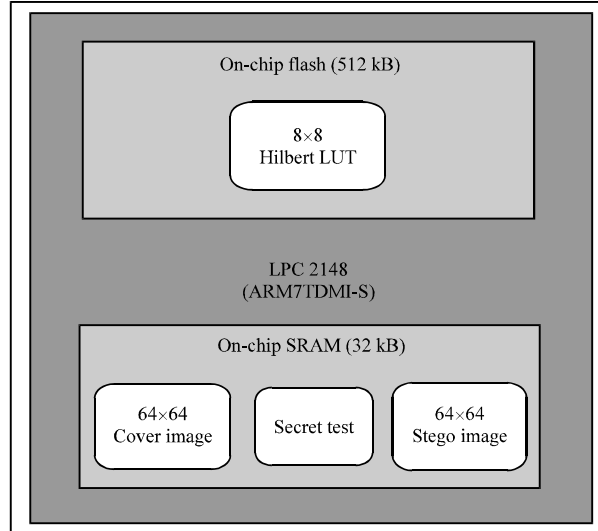 On-chip flash (512 kB)
8×8
Hilbert LUT
LPC 2148
(ARM7TDMI-S)
On-chip SRAM (32 kB)
64×64
Cover image
Secret test
64×64
Stego image